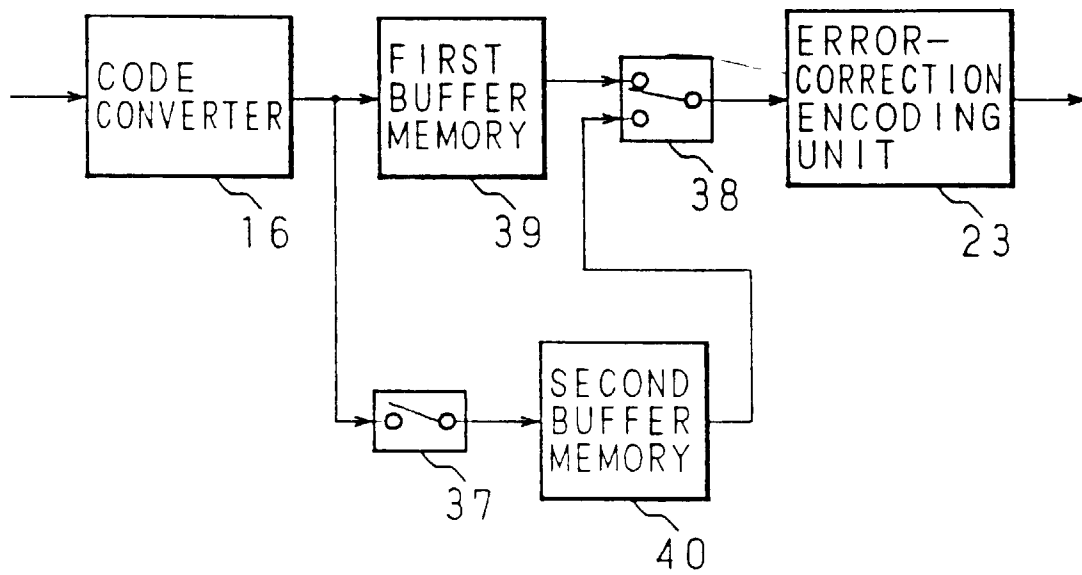 CODE
CONVERTER
16
FIRST
BUFFER
MEMORY
39
38
ERROR-
CORRECTION
ENCODING
UNIT
23
37
SECOND
BUFFER
MEMORY
40